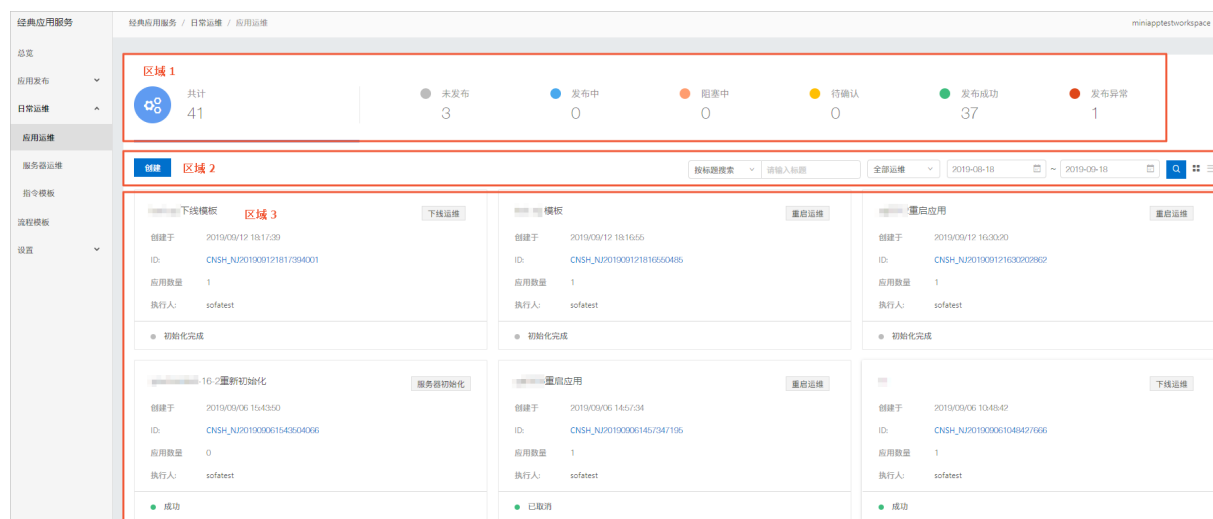 经典应用服务
经典应用服务 / 日常运维 / 应用运维
miniapptestworkspace
总览
应用发布
日常运维
应用运维
服务器运维
指令模板
流程模板
设置
区域 1
共计
41
未发布
3
发布中
0
阻塞中
0
待确认
0
发布成功
37
发布异常
1
创建
区域 2
按标题搜索
请输入标题
全部运维
2019-08-18
~
2019-09-18
区域 3
下线模板
下线运维
创建于 2019/09/12 18:17:39
ID: CNSH_NJ201909121817394001
应用数量 1
执行人: sofatest
初始化完成
模板
重启运维
创建于 2019/09/12 18:16:55
ID: CNSH_NJ201909121816550485
应用数量 1
执行人: sofatest
初始化完成
重启应用
重启运维
创建于 2019/09/12 16:30:20
ID: CNSH_NJ201909121630202862
应用数量 1
执行人: sofatest
初始化完成
-16-2重新初始化
服务器初始化
创建于 2019/09/06 15:43:50
ID: CNSH_NJ201909061543504066
应用数量 0
执行人: sofatest
成功
重启应用
重启运维
创建于 2019/09/06 14:57:34
ID: CNSH_NJ201909061457347195
应用数量 1
执行人: sofatest
已取消
下线运维
创建于 2019/09/06 10:48:42
ID: CNSH_NJ201909061048427666
应用数量 1
执行人: sofatest
成功